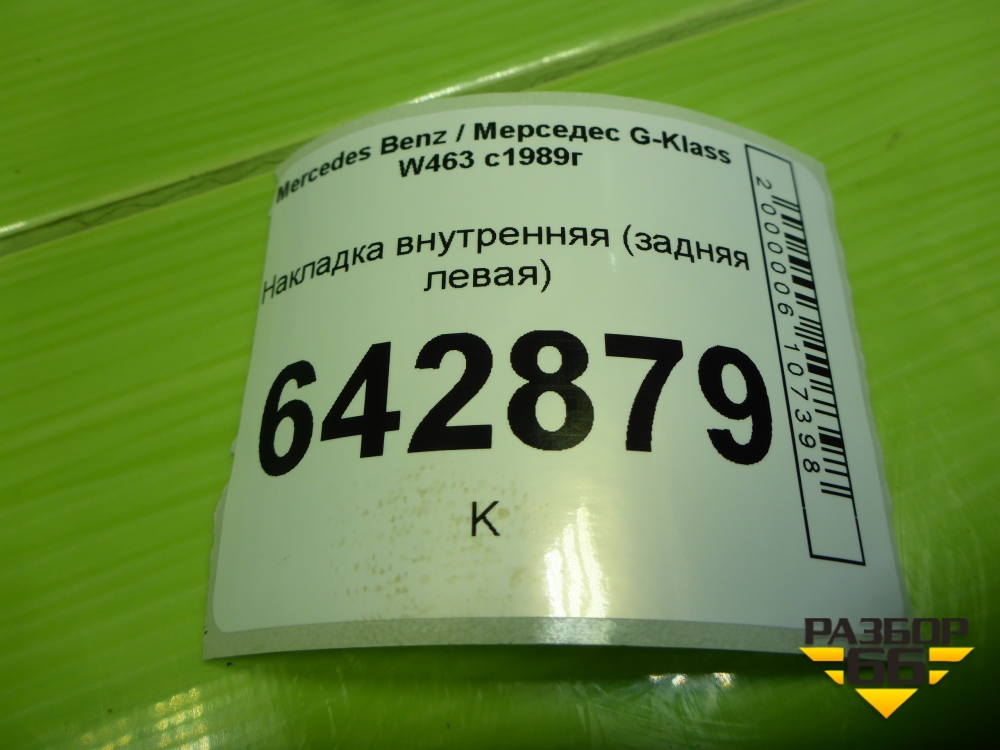 Mercedes Benz / Мерседес G-Klass
W463 с1989г
Накладка внутренняя (задняя
левая)
642879
К
2000006107398
РАЗБОР
66